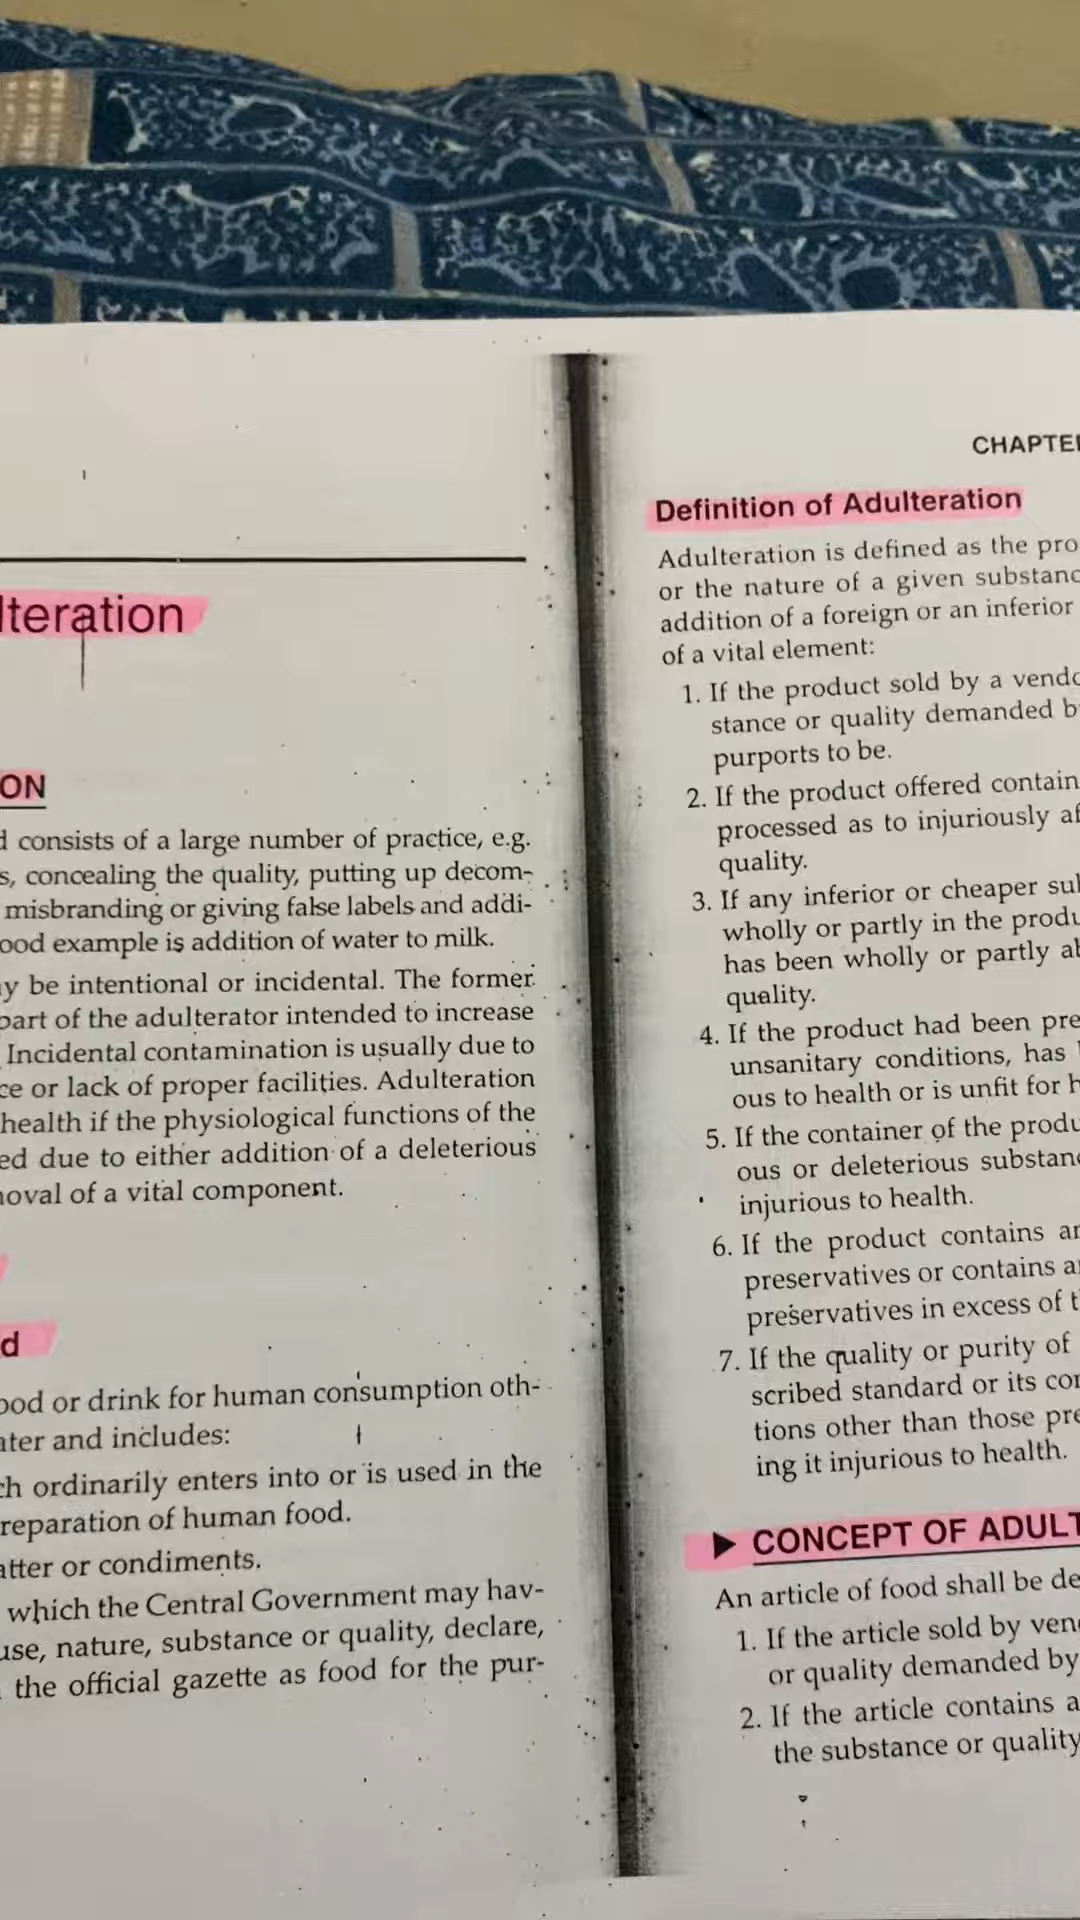 lteration
ON
d consists of a large number of practice, e.g.
s, concealing the quality, putting up decom-
misbranding or giving false labels and addi-
ood example is addition of water to milk.
y be intentional or incidental. The former
part of the adulterator intended to increase
Incidental contamination is usually due to
ce or lack of proper facilities. Adulteration
health if the physiological functions of the
ed due to either addition of a deleterious
noval of a vital component.
d
ood or drink for human consumption oth-
ater and includes:
ch ordinarily enters into or is used in the
reparation of human food.
atter or condiments.
which the Central Government may hav-
use, nature, substance or quality, declare,
the official gazette as food for the pur-
CHAPTER
Definition of Adulteration
Adulteration is defined as the pro
or the nature of a given substanc
addition of a foreign or an inferior
of a vital element:
1. If the product sold by a vendo
stance or quality demanded b
purports to be.
2. If the product offered contain
processed as to injuriously af
quality.
3. If any inferior or cheaper sub
wholly or partly in the produ
has been wholly or partly ab
quality.
4. If the product had been pre
unsanitary conditions, has
ous to health or is unfit for h
5. If the container of the produ
ous or deleterious substanc
injurious to health.
6. If the product contains an
preservatives or contains a
preservatives in excess of t
7. If the quality or purity of
scribed standard or its con
tions other than those pre
ing it injurious to health.
▶ CONCEPT OF ADULT
An article of food shall be de
1. If the article sold by ven
or quality demanded by
2. If the article contains a
the substance or quality